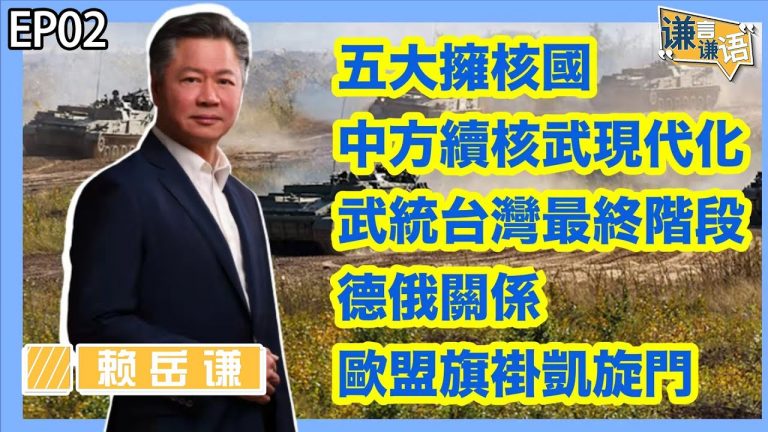 EP02
谦言谦语
五大擁核國
中方續核武現代化
武統台灣最終階段
德俄關係
歐盟旗褂凱旋門
赖岳谦